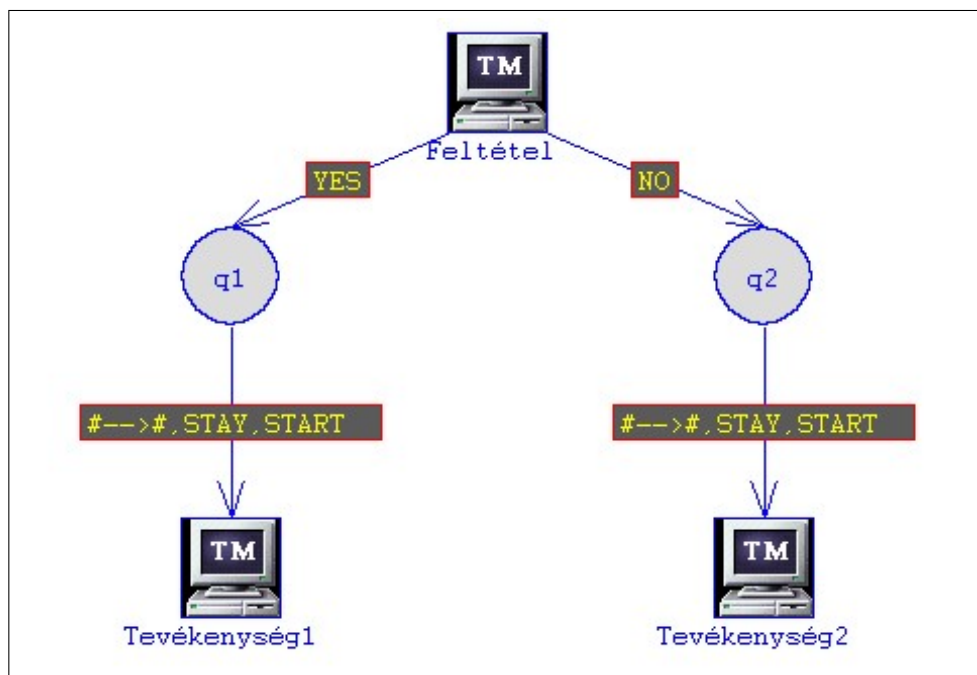 TM
Feltétel
YES
NO
q1
q2
#-->#,STAY,START
#-->#,STAY,START
TM
TM
Tevékenység1
Tevékenység2